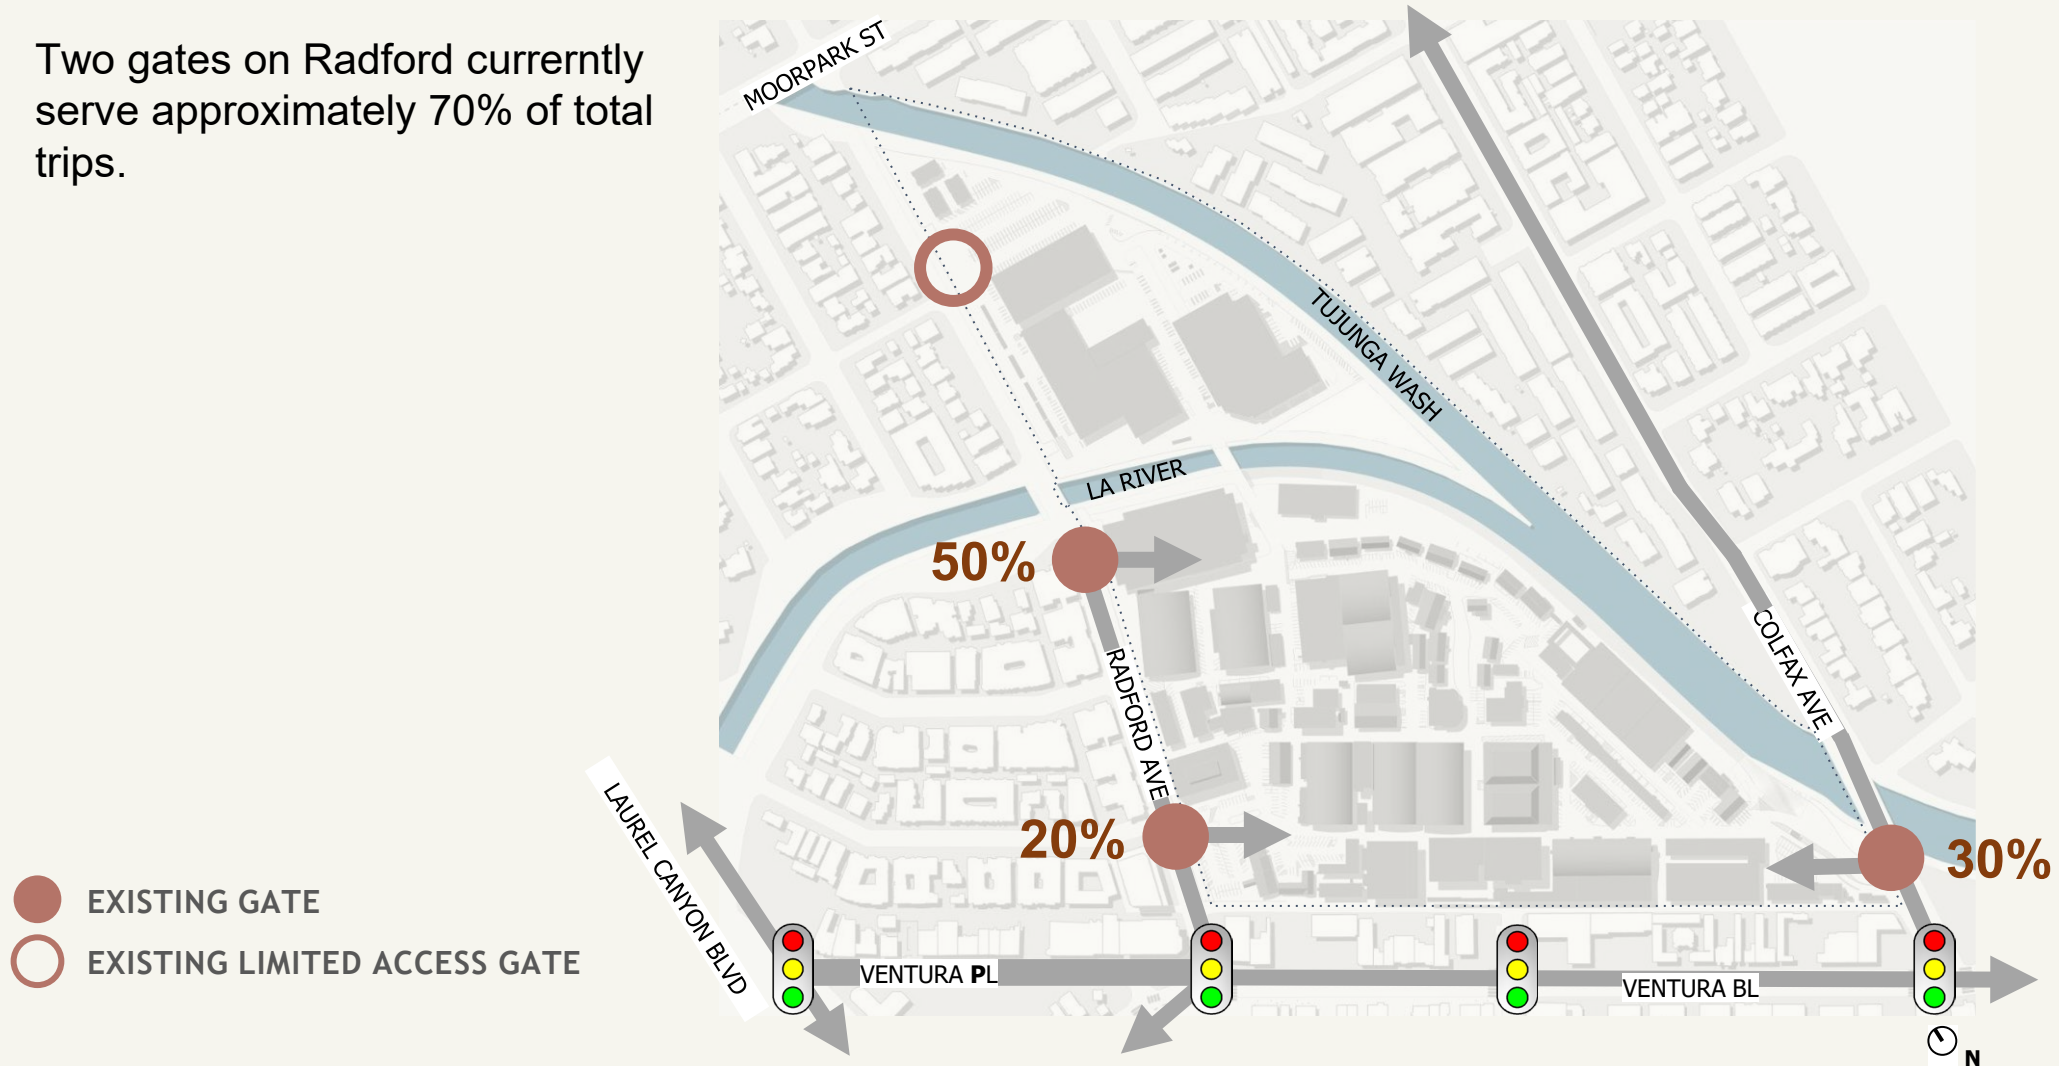 Two gates on Radford currerntly
serve approximately 70% of total
trips.
MOORPARK ST
TUJUNGA WASH
LA RIVER
50%
COLFAX AVE
RADFORD AVE
20%
30%
LAUREL CANYON BLVD
EXISTING GATE
EXISTING LIMITED ACCESS GATE
VENTURA PL
VENTURA BL
N